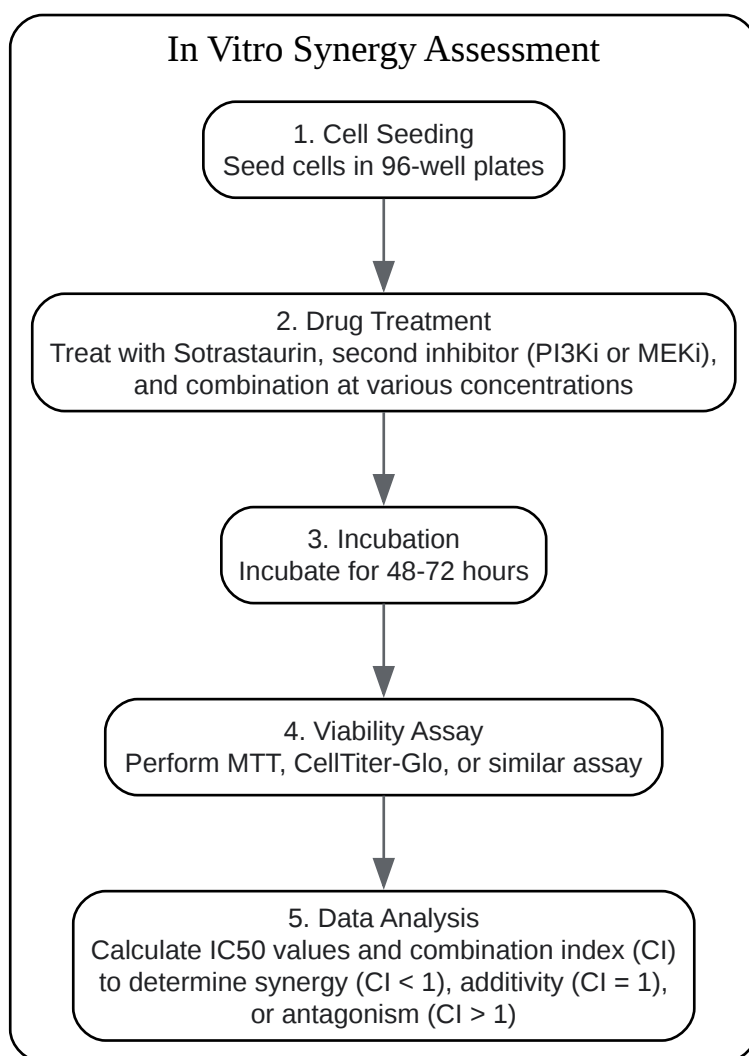 In Vitro Synergy Assessment
1. Cell Seeding
Seed cells in 96-well plates
2. Drug Treatment
Treat with Sotrastaurin, second inhibitor (PI3Ki or MEKi),
and combination at various concentrations
3. Incubation
Incubate for 48-72 hours
4. Viability Assay
Perform MTT, CellTiter-Glo, or similar assay
5. Data Analysis
Calculate IC50 values and combination index (CI)
to determine synergy (CI < 1), additivity (CI = 1),
or antagonism (CI > 1)